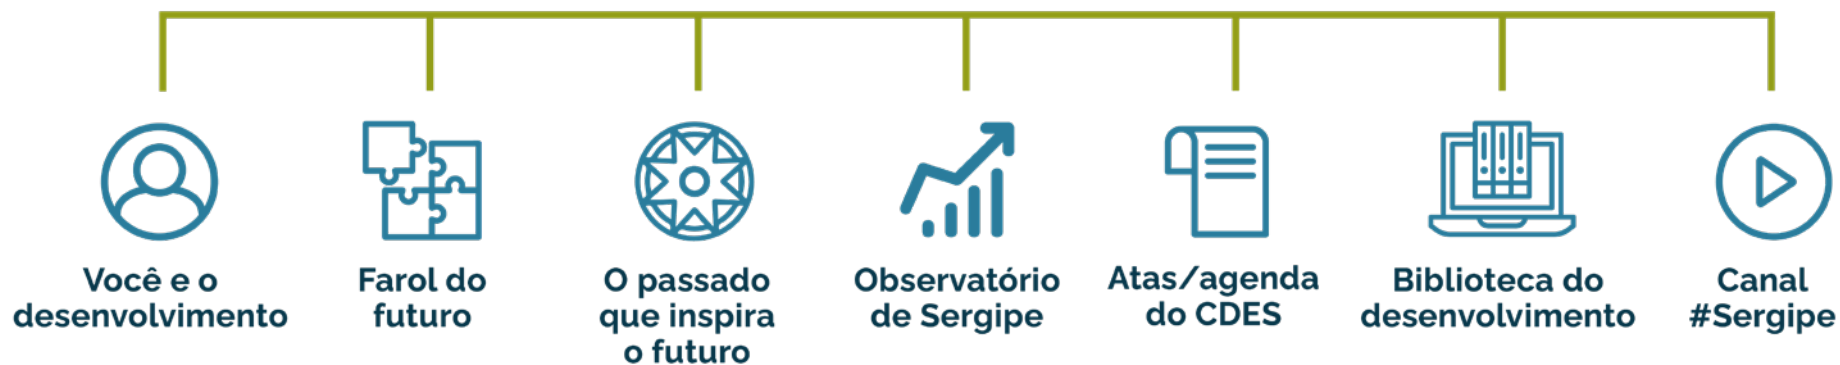 Você e o
desenvolvimento
Farol do
futuro
O passado
que inspira
o futuro
Observatório
de Sergipe
Atas/agenda
do CDES
Biblioteca do
desenvolvimento
Canal
#Sergipe